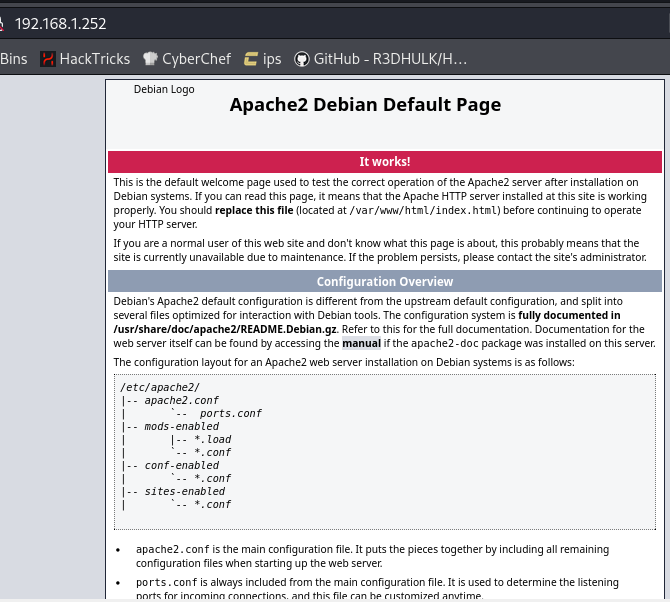 192.168.1.252
Bins HackTricks CyberChef ips GitHub - R3DHULK/H...
Debian Logo
Apache2 Debian Default Page
It works!
This is the default welcome page used to test the correct operation of the Apache2 server after installation on
Debian systems. If you can read this page, it means that the Apache HTTP server installed at this site is working
properly. You should replace this file (located at /var/www/html/index.html) before continuing to operate
your HTTP server.
If you are a normal user of this web site and don't know what this page is about, this probably means that the
site is currently unavailable due to maintenance. If the problem persists, please contact the site's administrator.
Configuration Overview
Debian's Apache2 default configuration is different from the upstream default configuration, and split into
several files optimized for interaction with Debian tools. The configuration system is fully documented in
/usr/share/doc/apache2/README.Debian.gz. Refer to this for the full documentation. Documentation for the
web server itself can be found by accessing the manual if the apache2-doc package was installed on this server.
The configuration layout for an Apache2 web server installation on Debian systems is as follows:
/etc/apache2/
|-- apache2.conf
|       `--  ports.conf
|-- mods-enabled
|       |-- *.load
|       `-- *.conf
|-- conf-enabled
|       `-- *.conf
|-- sites-enabled
|       `-- *.conf
• apache2.conf is the main configuration file. It puts the pieces together by including all remaining
configuration files when starting up the web server.
• ports.conf is always included from the main configuration file. It is used to determine the listening
ports for incoming connections, and this file can be customized anytime.